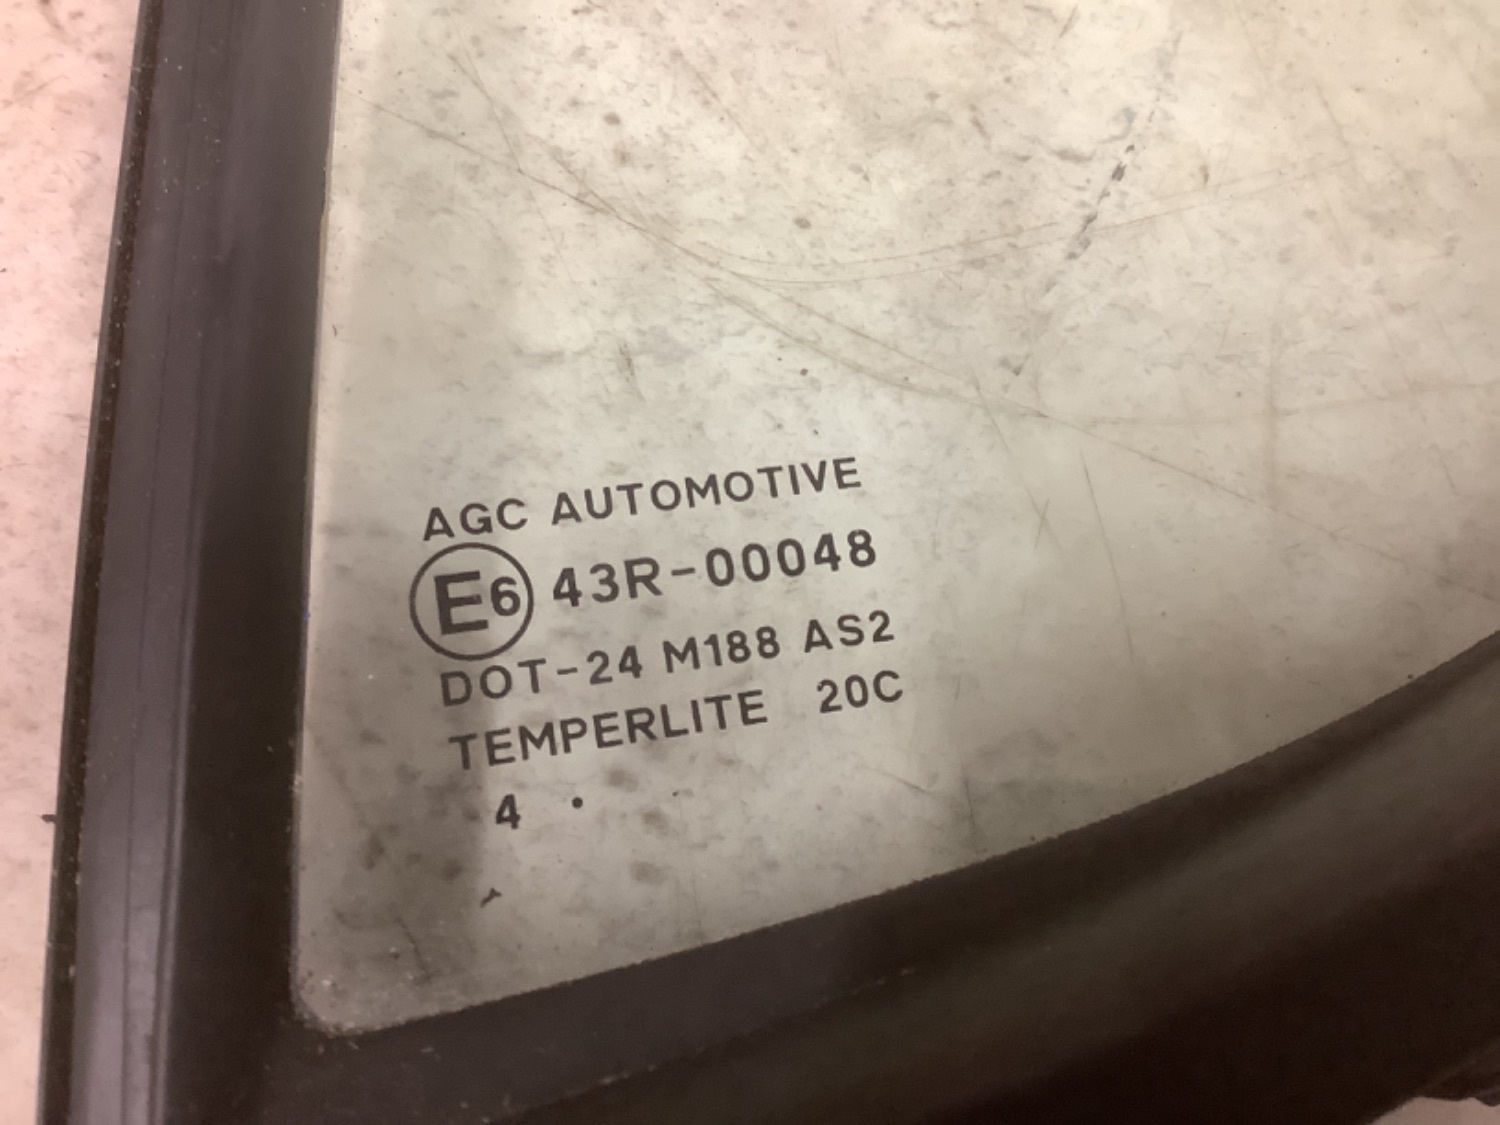 AGC AUTOMOTIVE
E6 43R-00048
DOT-24 M188 AS2
TEMPERLITE 20C
4 .